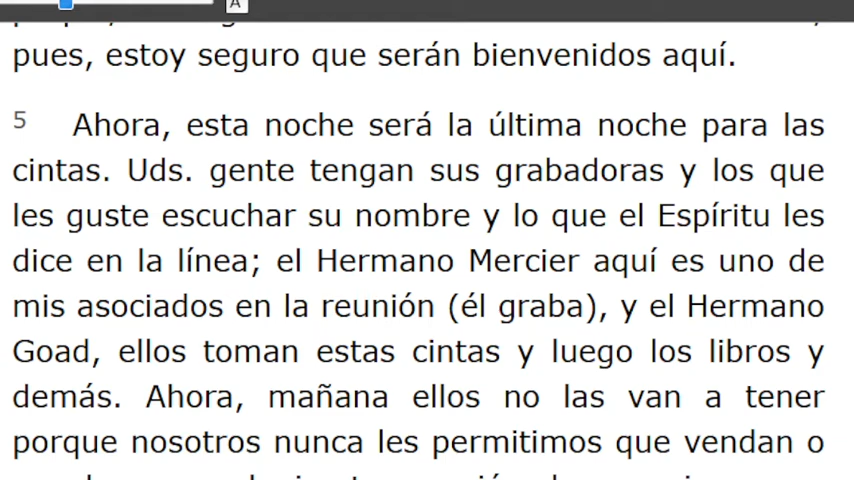 A
pues, estoy seguro que serán bienvenidos aquí.
5 Ahora, esta noche será la última noche para las
cintas. Uds. gente tengan sus grabadoras y los que
les guste escuchar su nombre y lo que el Espíritu les
dice en la línea; el Hermano Mercier aquí es uno de
mis asociados en la reunión (él graba), y el Hermano
Goad, ellos toman estas cintas y luego los libros y
demás. Ahora, mañana ellos no las van a tener
porque nosotros nunca les permitimos que vendan o